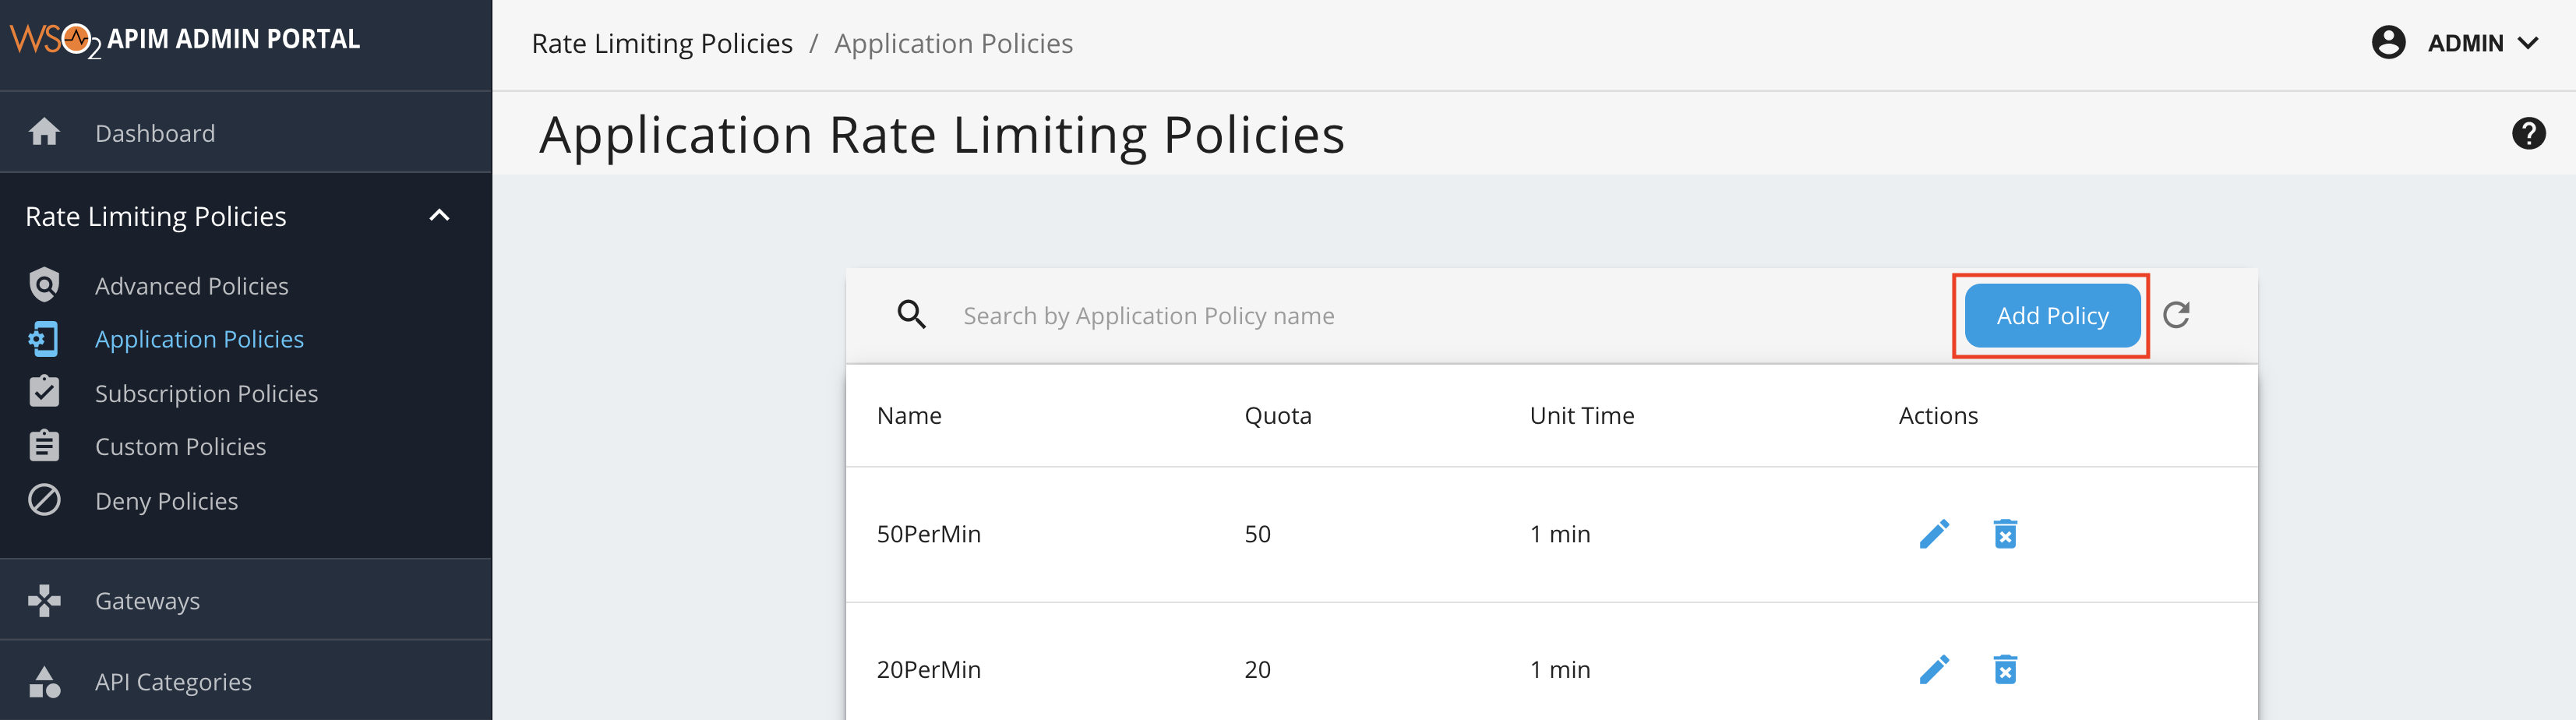 WSO2 APIM ADMIN PORTAL
Rate Limiting Policies / Application Policies
ADMIN
Dashboard
Application Rate Limiting Policies
Rate Limiting Policies
Advanced Policies
Application Policies
Subscription Policies
Custom Policies
Deny Policies
Gateways
API Categories
Search by Application Policy name
Add Policy
Name Quota Unit Time Actions
50PerMin 50 1 min
20PerMin 20 1 min